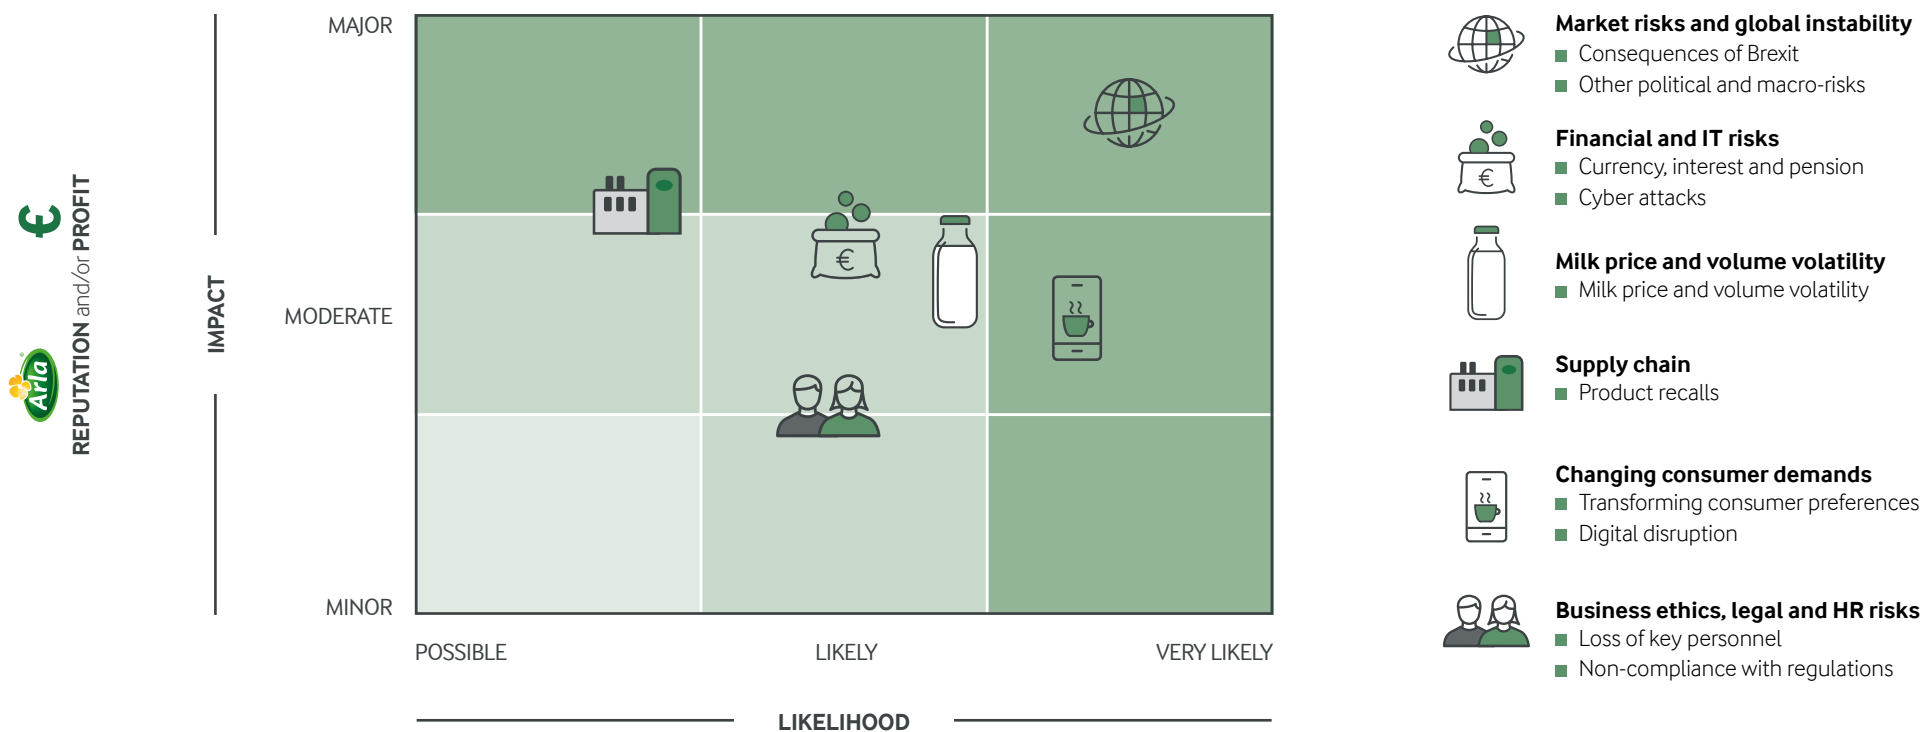 €
REPUTATION and/or PROFIT
Arla
IMPACT
MAJOR
MODERATE
MINOR
€
POSSIBLE
LIKELY
VERY LIKELY
LIKELIHOOD
Market risks and global instability
Consequences of Brexit
Other political and macro-risks
€
Financial and IT risks
Currency, interest and pension
Cyber attacks
Milk price and volume volatility
Milk price and volume volatility
Supply chain
Product recalls
Changing consumer demands
Transforming consumer preferences
Digital disruption
Business ethics, legal and HR risks
Loss of key personnel
Non-compliance with regulations